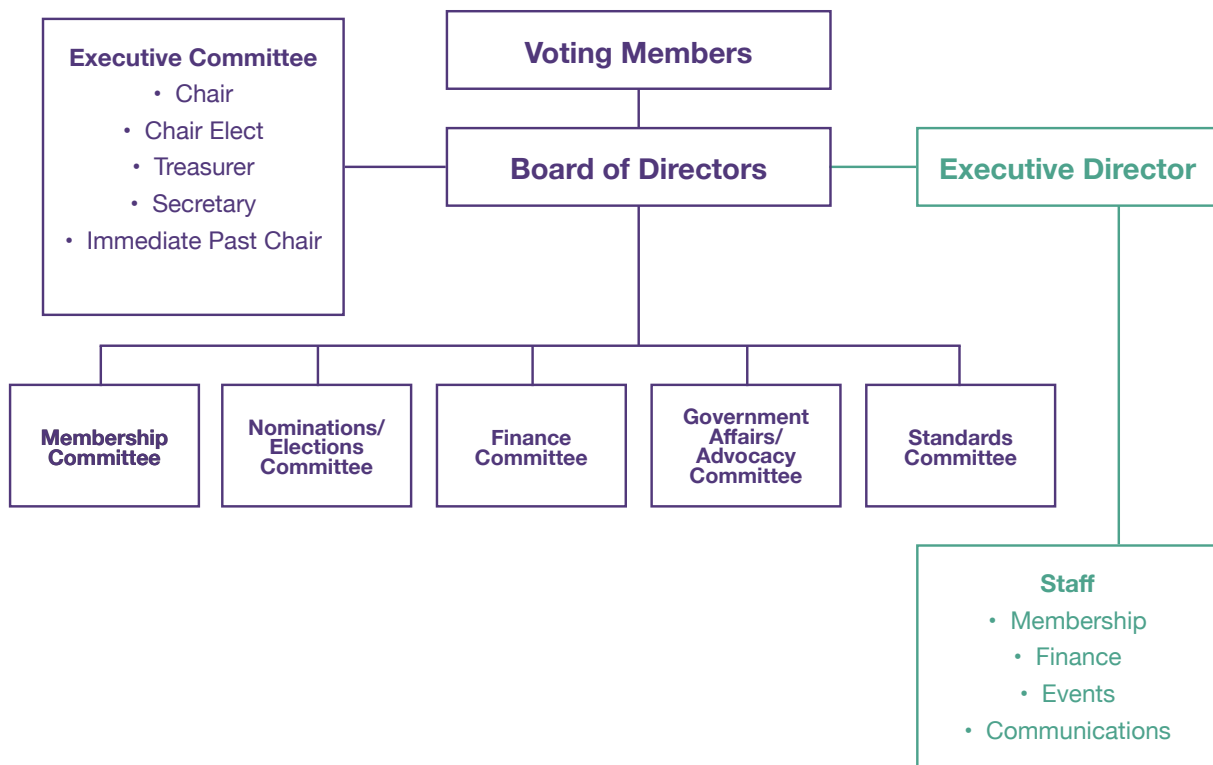 Executive Committee
• Chair
• Chair Elect
• Treasurer
• Secretary
• Immediate Past Chair
Voting Members
Board of Directors
Executive Director
Membership
Committee
Nominations/
Elections
Committee
Finance
Committee
Government
Affairs/
Advocacy
Committee
Standards
Committee
Staff
• Membership
• Finance
• Events
• Communications